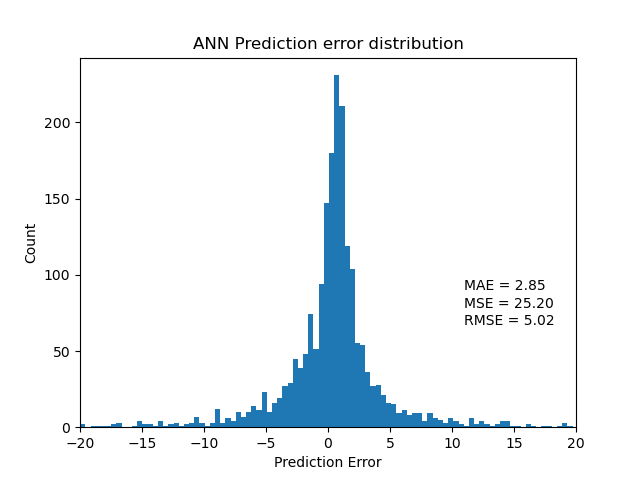 ANN Prediction error distribution
Count
200
150
100
50
0
MAE = 2.85
MSE = 25.20
RMSE = 5.02
−20 −15 −10 −5 0 5 10 15 20
Prediction Error